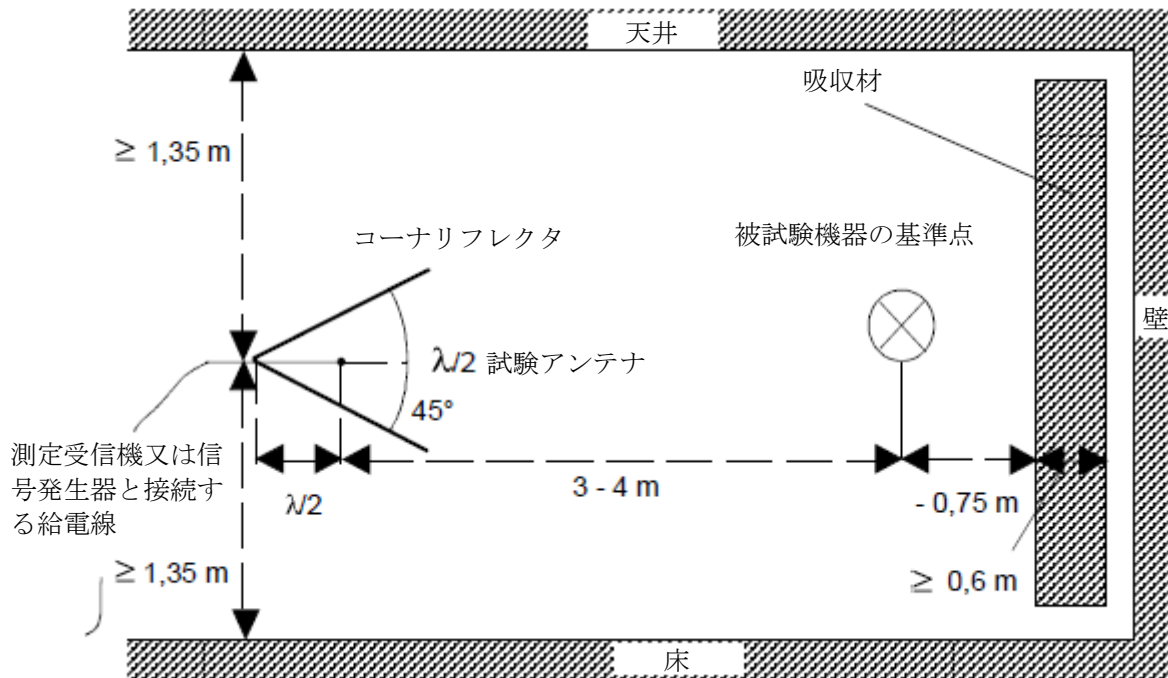 天井
吸収材
≥ 1,35 m
コーナリフレクタ
被試験機器の基準点
壁
λ/2 試験アンテナ
45°
測定受信機又は信
号発生器と接続す
る給電線
λ/2
3 - 4 m
- 0,75 m
≥ 1,35 m
≥ 0,6 m
床